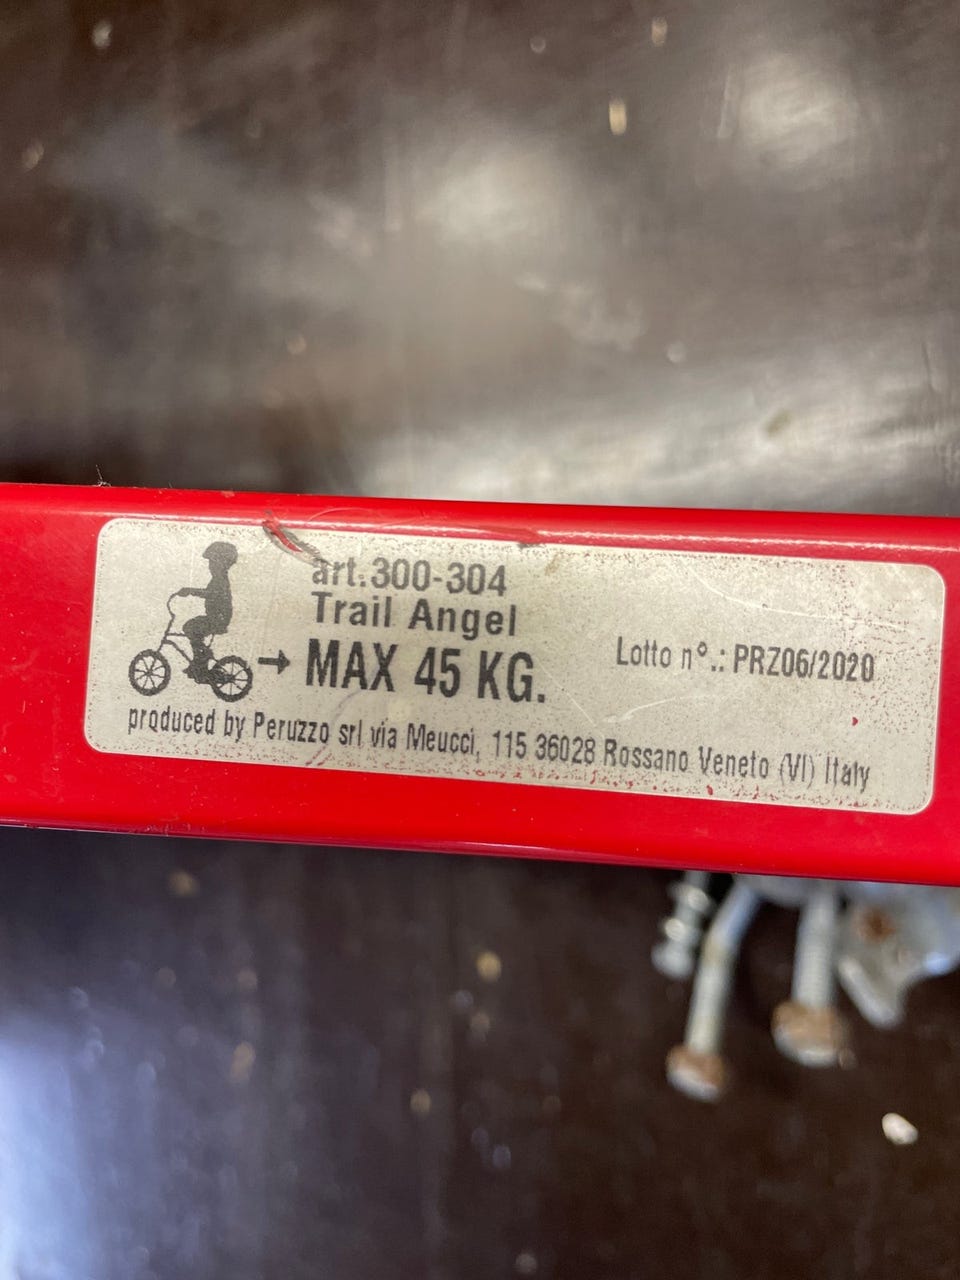 art.300-304
Trail Angel
MAX 45 KG.
Lotto n°.: PRZ06/2020
produced by Peruzzo srl via Meucci, 115 36028 Rossano Veneto (VI) Italy